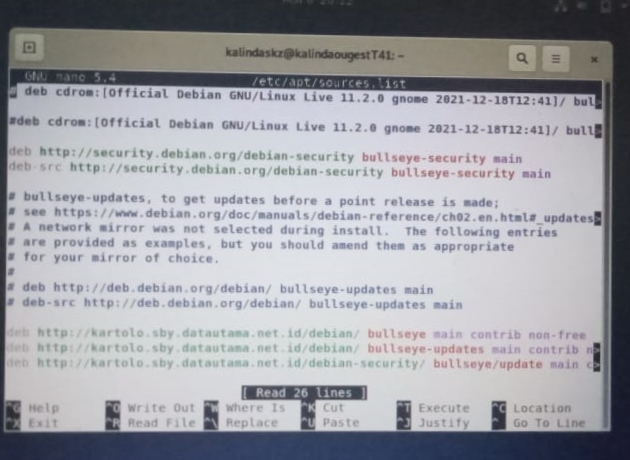 kalindaskz@kalindaougestT41: ~
GNU nano 5.4 /etc/apt/sources.list
# deb cdrom:[Official Debian GNU/Linux Live 11.2.0 gnome 2021-12-18T12:41]/ bul>
#deb cdrom:[Official Debian GNU/Linux Live 11.2.0 gnome 2021-12-18T12:41]/ bull>
deb http://security.debian.org/debian-security bullseye-security main
deb-src http://security.debian.org/debian-security bullseye-security main
# bullseye-updates, to get updates before a point release is made;
# see https://www.debian.org/doc/manuals/debian-reference/ch02.en.html#_updates>
# A network mirror was not selected during install.  The following entries
# are provided as examples, but you should amend them as appropriate
# for your mirror of choice.
#
# deb http://deb.debian.org/debian/ bullseye-updates main
# deb-src http://deb.debian.org/debian/ bullseye-updates main
deb http://kartolo.sby.datautama.net.id/debian/ bullseye main contrib non-free
deb http://kartolo.sby.datautama.net.id/debian/ bullseye-updates main contrib n>
deb http://kartolo.sby.datautama.net.id/debian-security/ bullseye/update main c>
[ Read 26 lines ]
^G Help ^O Write Out ^W Where Is ^K Cut ^T Execute ^C Location
^X Exit ^R Read File ^\ Replace ^U Paste ^J Justify ^_ Go To Line